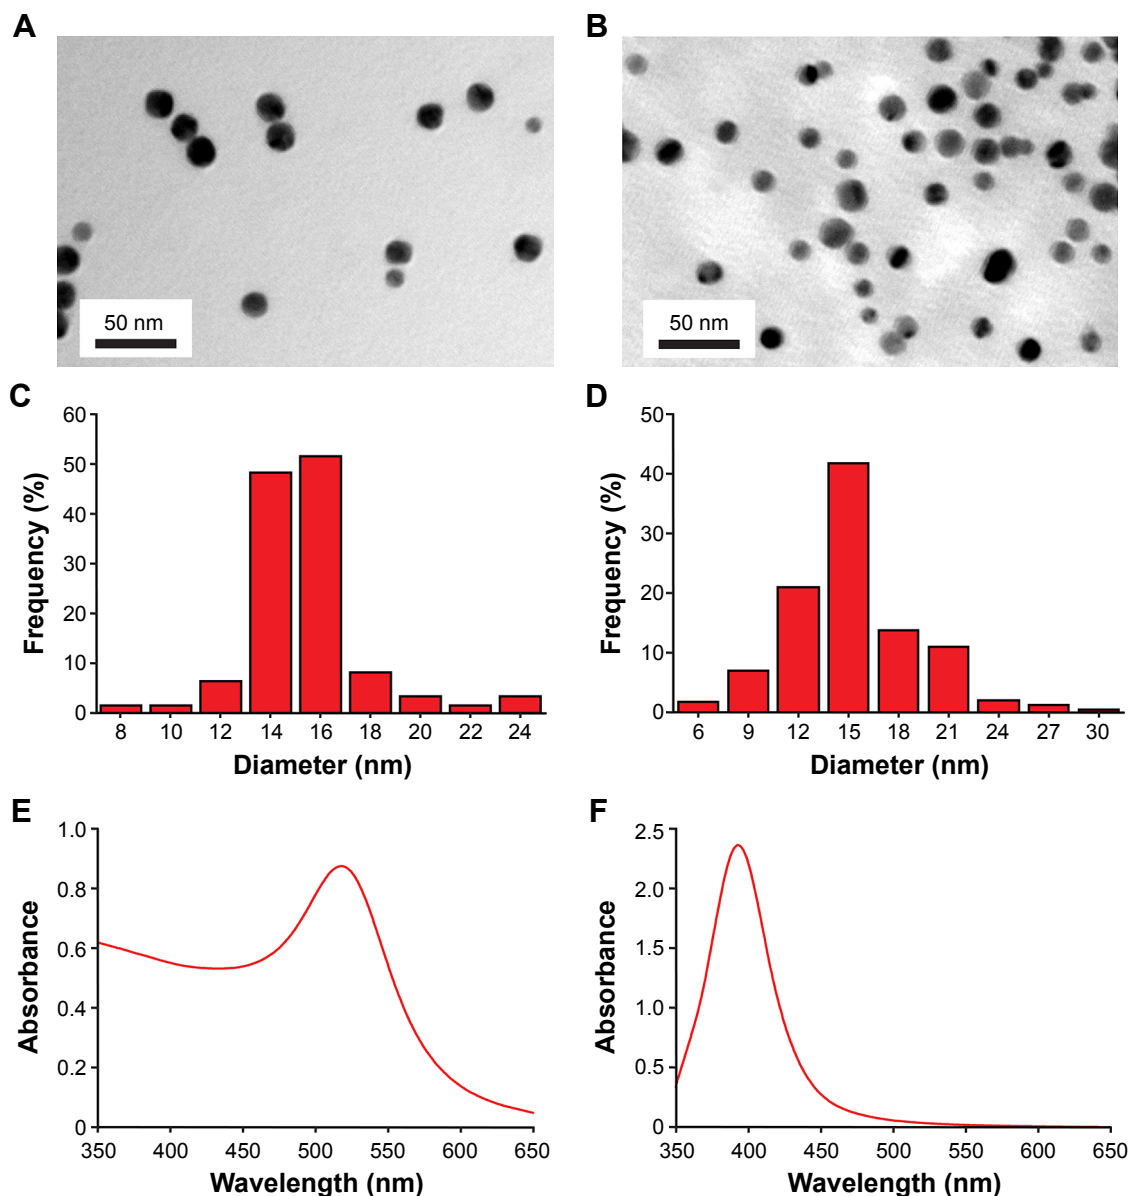 A
B
50 nm
50 nm
C
D
60
50
40
30
20
10
0
Frequency (%)
8 10 12 14 16 18 20 22 24
Diameter (nm)
50
40
30
20
10
0
Frequency (%)
6 9 12 15 18 21 24 27 30
Diameter (nm)
E
F
1.0
0.8
0.6
0.4
0.2
0
Absorbance
350 400 450 500 550 600 650
Wavelength (nm)
2.5
2.0
1.5
1.0
0.5
0
Absorbance
350 400 450 500 550 600 650
Wavelength (nm)